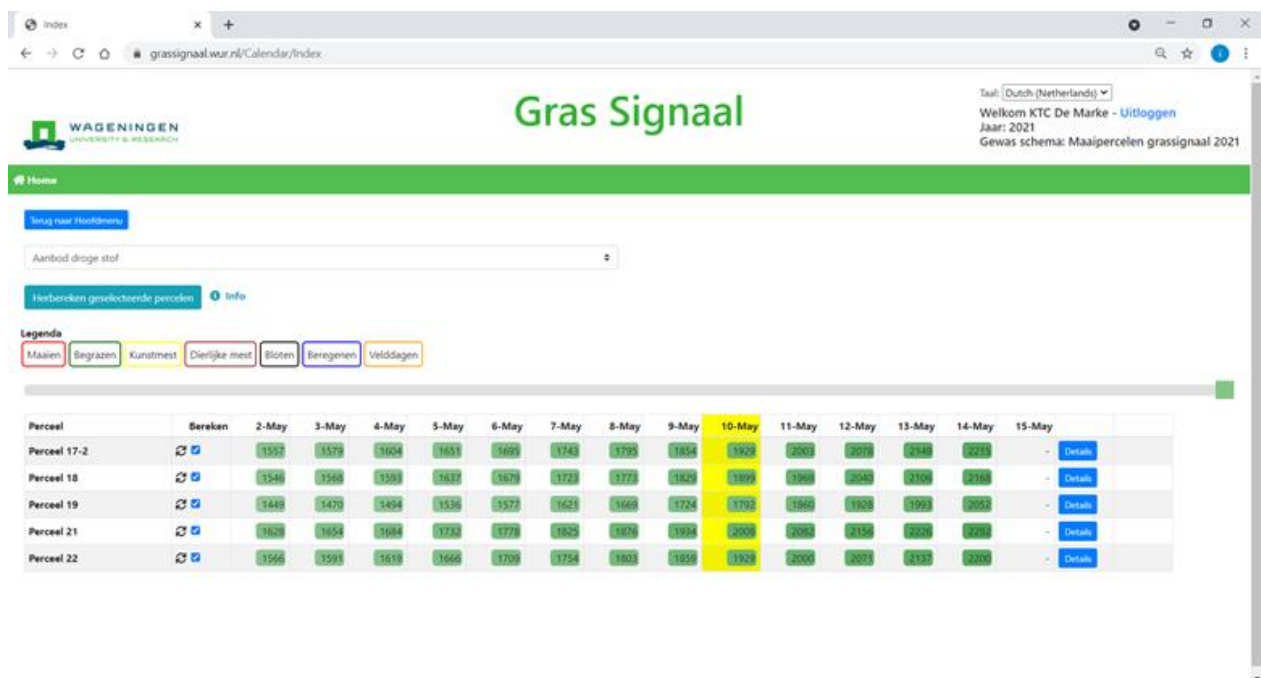 Index
grassignaal.wur.nl/Calendar/Index
Gras Signaal
Taal: Dutch (Netherlands)
WAGENINGEN
UNIVERSITY & RESEARCH
Welkom KTC De Marke - Uitloggen
Jaar: 2021
Gewas schema: Maaipercelen grassignaal 2021
Home
Terug naar Hoofdmenu
Aanbod droge stof
Herbereken geselecteerde percelen Info
Legenda
Maaien Begrazen Kunstmest Dierlijke mest Bloten Beregenen Velddagen
Perceel Bereken 2-May 3-May 4-May 5-May 6-May 7-May 8-May 9-May 10-May 11-May 12-May 13-May 14-May 15-May
Perceel 17-2 1557 1579 1604 1651 1695 1743 1795 1854 1929 2003 2078 2149 2215 - Details
Perceel 18 1546 1568 1593 1637 1679 1723 1773 1829 1899 1969 2040 2106 2168 - Details
Perceel 19 1449 1470 1494 1536 1577 1621 1669 1724 1792 1860 1928 1993 2052 - Details
Perceel 21 1628 1654 1684 1732 1778 1825 1876 1934 2008 2082 2156 2226 2292 - Details
Perceel 22 1566 1591 1619 1666 1709 1754 1803 1859 1929 2000 2071 2137 2200 - Details